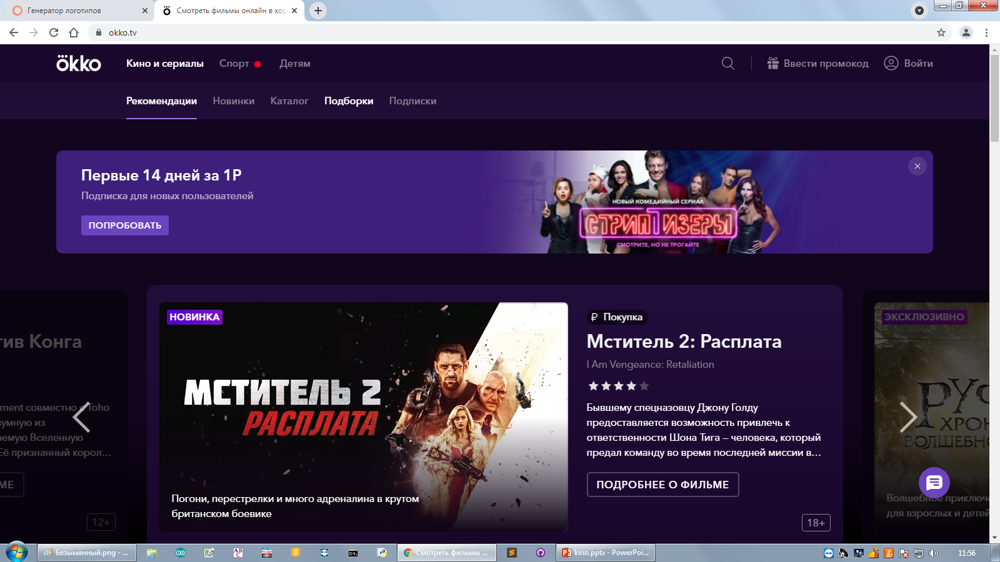 Генератор логотипов
Смотреть фильмы онлайн в хор
okko.tv
okko
Кино и сериалы
Спорт
Детям
Ввести промокод
Войти
Рекомендации
Новинки
Каталог
Подборки
Подписки
Первые 14 дней за 1Р
Подписка для новых пользователей
ПОПРОБОВАТЬ
НОВЫЙ КОМЕДИЙНЫЙ СЕРИАЛ
СТРИПТИЗЕРЫ
СМОТРИТЕ, НО НЕ ТРОГАЙТЕ
тив Конга
ment совместно с Toho
зумную из
аемую Вселенную
Её признанный корол...
МЕ
12+
НОВИНКА
МСТИТЕЛЬ 2
РАСПЛАТА
Погони, перестрелки и много адреналина в крутом
британском боевике
₽ Покупка
Мститель 2: Расплата
I Am Vengeance: Retaliation
Бывшему спецназовцу Джону Голду
предоставляется возможность привлечь к
ответственности Шона Тига – человека, который
предал команду во время последней миссии в...
ПОДРОБНЕЕ О ФИЛЬМЕ
18+
ЭКСКЛЮЗИВНО
РУС
ХРОН
ВОЛШЕБНО
Волшебное приключе
для взрослых и детей
Безымянный.png - ...
Смотреть фильмы ...
kino.pptx - PowerPoi...
11:56